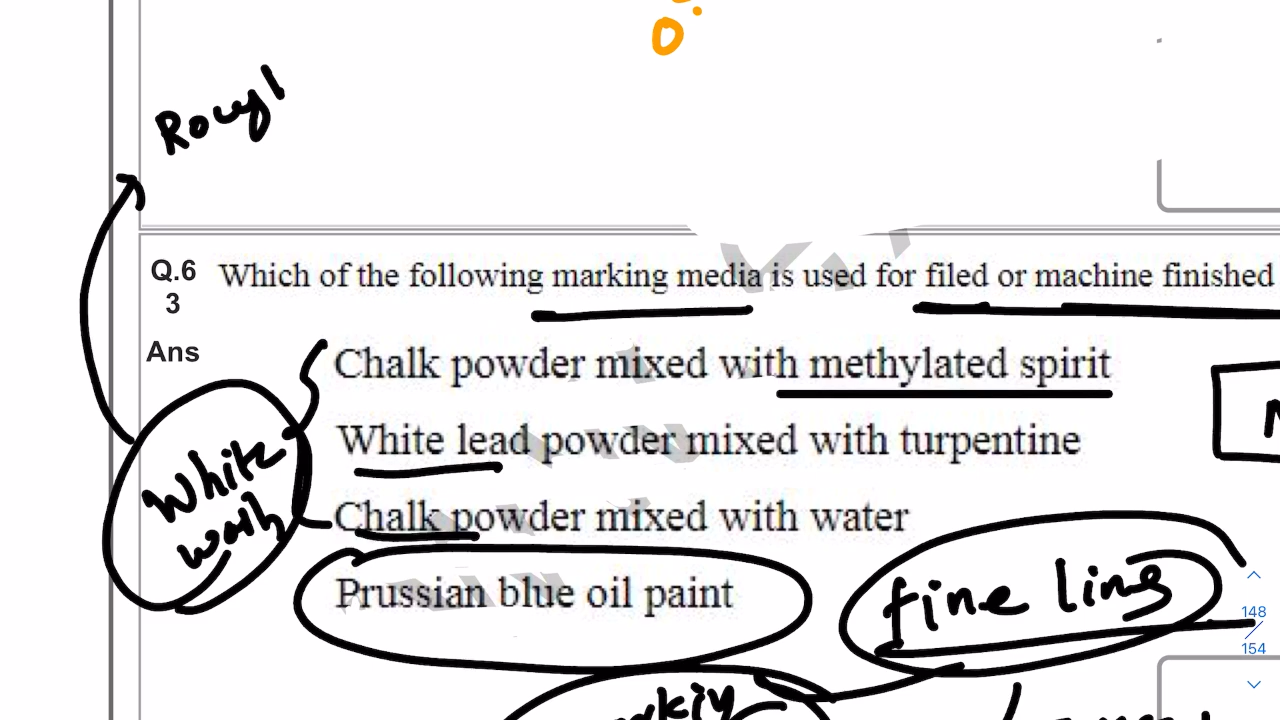 Rough
Q.6
3
Which of the following marking media is used for filed or machine finished
Ans
Chalk powder mixed with methylated spirit
White lead powder mixed with turpentine
Chalk powder mixed with water
Prussian blue oil paint
White
wash
fine line
148
154